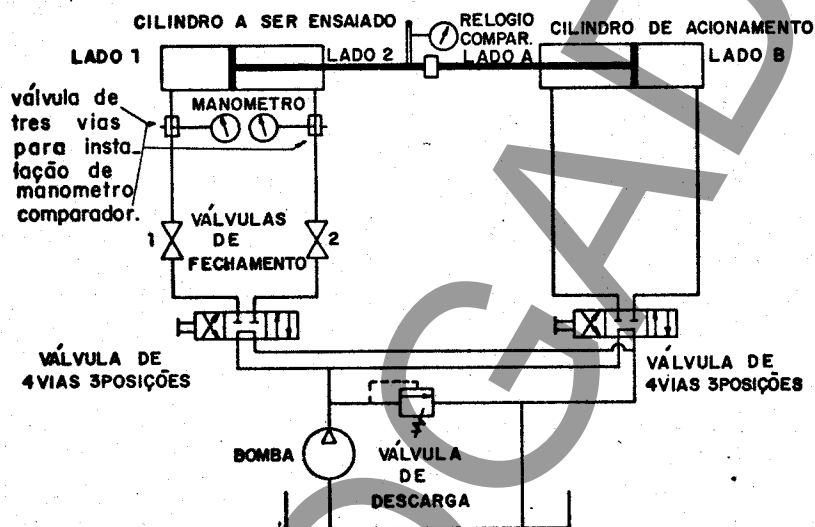 CILINDRO A SER ENSAIADO
RELOGIO
COMPAR.
CILINDRO DE ACIONAMENTO
LADO 1
LADO 2
LADO A
LADO B
válvula de
tres vias
para insta_
lação de
manometro
comparador.
MANOMETRO
1
VÁLVULAS
DE
FECHAMENTO
2
VÁLVULA DE
4VIAS 3POSIÇÕES
VÁLVULA DE
4VIAS 3POSIÇÕES
BOMBA
VÁLVULA
DE
DESCARGA